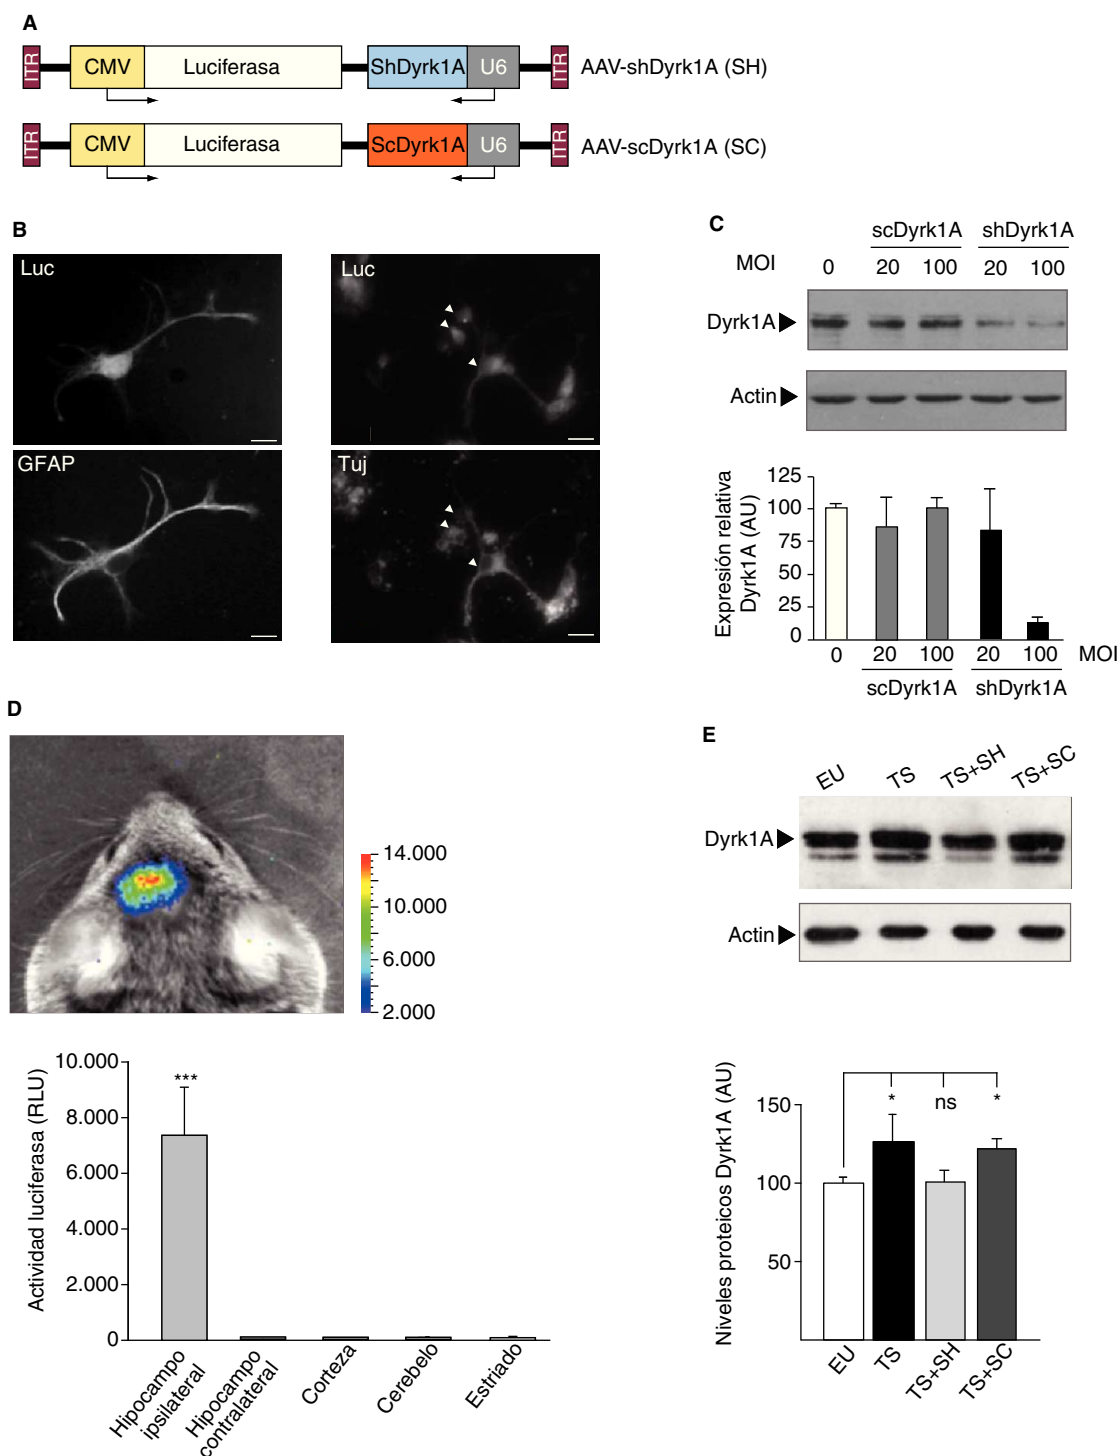 A
ITR CMV Luciferasa ShDyrk1A U6 ITR AAV-shDyrk1A (SH)
ITR CMV Luciferasa ScDyrk1A U6 ITR AAV-scDyrk1A (SC)
B
Luc
Luc
GFAP
Tuj
C
scDyrk1A shDyrk1A
MOI 0 20 100 20 100
Dyrk1A
Actin
Expresión relativa
Dyrk1A (AU)
125
100
75
50
25
0
0 20 100 20 100 MOI
scDyrk1A shDyrk1A
D
14.000
10.000
6.000
2.000
Actividad luciferasa (RLU)
10.000
8.000
6.000
4.000
2.000
0
***
Hipocampo
ipsilateral
Hipocampo
contralateral
Corteza
Cerebelo
Estriado
E
EU TS TS+SH TS+SC
Dyrk1A
Actin
Niveles proteicos Dyrk1A (AU)
150
100
50
* ns *
EU TS TS+SH TS+SC